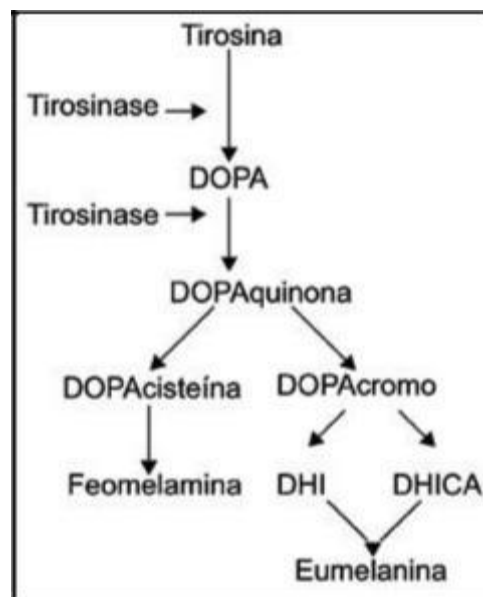 Tirosina
Tirosinase
DOPA
Tirosinase
DOPAquinona
DOPAcisteína DOPAcromo
Feomelamina DHI DHICA
Eumelanina